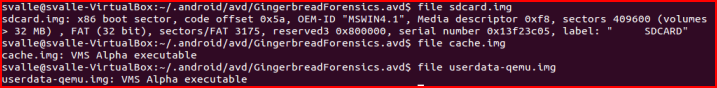 svalle@svalle-VirtualBox:~/.android/avd/GingerbreadForensics.avd$ file sdcard.img
sdcard.img: x86 boot sector, code offset 0x5a, OEM-ID "MSWIN4.1", Media descriptor 0xf8, sectors 409600 (volumes
> 32 MB) , FAT (32 bit), sectors/FAT 3175, reserved3 0x800000, serial number 0x13f23c05, label: "     SDCARD"
svalle@svalle-VirtualBox:~/.android/avd/GingerbreadForensics.avd$ file cache.img
cache.img: VMS Alpha executable
svalle@svalle-VirtualBox:~/.android/avd/GingerbreadForensics.avd$ file userdata-qemu.img
userdata-qemu.img: VMS Alpha executable